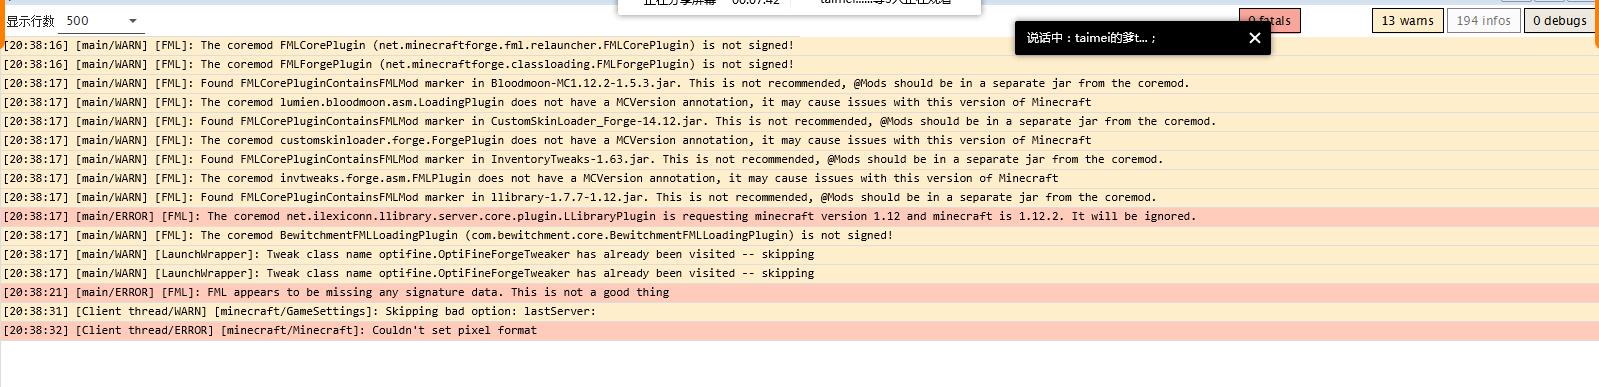 正在分享屏幕 00:07:42
显示行数 500
0 fatals
13 warns
194 infos
0 debugs
说话中：taimei的爹t...；
[20:38:16] [main/WARN] [FML]: The coremod FMLCorePlugin (net.minecraftforge.fml.relauncher.FMLCorePlugin) is not signed!
[20:38:16] [main/WARN] [FML]: The coremod FMLForgePlugin (net.minecraftforge.classloading.FMLForgePlugin) is not signed!
[20:38:17] [main/WARN] [FML]: Found FMLCorePluginContainsFMLMod marker in Bloodmoon-MC1.12.2-1.5.3.jar. This is not recommended, @Mods should be in a separate jar from the coremod.
[20:38:17] [main/WARN] [FML]: The coremod lumien.bloodmoon.asm.LoadingPlugin does not have a MCVersion annotation, it may cause issues with this version of Minecraft
[20:38:17] [main/WARN] [FML]: Found FMLCorePluginContainsFMLMod marker in CustomSkinLoader_Forge-14.12.jar. This is not recommended, @Mods should be in a separate jar from the coremod.
[20:38:17] [main/WARN] [FML]: The coremod customskinloader.forge.ForgePlugin does not have a MCVersion annotation, it may cause issues with this version of Minecraft
[20:38:17] [main/WARN] [FML]: Found FMLCorePluginContainsFMLMod marker in InventoryTweaks-1.63.jar. This is not recommended, @Mods should be in a separate jar from the coremod.
[20:38:17] [main/WARN] [FML]: The coremod invtweaks.forge.asm.FMLPlugin does not have a MCVersion annotation, it may cause issues with this version of Minecraft
[20:38:17] [main/WARN] [FML]: Found FMLCorePluginContainsFMLMod marker in llibrary-1.7.7-1.12.jar. This is not recommended, @Mods should be in a separate jar from the coremod.
[20:38:17] [main/ERROR] [FML]: The coremod net.ilexiconn.llibrary.server.core.plugin.LLibraryPlugin is requesting minecraft version 1.12 and minecraft is 1.12.2. It will be ignored.
[20:38:17] [main/WARN] [FML]: The coremod BewitchmentFMLLoadingPlugin (com.bewitchment.core.BewitchmentFMLLoadingPlugin) is not signed!
[20:38:17] [main/WARN] [LaunchWrapper]: Tweak class name optifine.OptiFineForgeTweaker has already been visited -- skipping
[20:38:17] [main/WARN] [LaunchWrapper]: Tweak class name optifine.OptiFineForgeTweaker has already been visited -- skipping
[20:38:21] [main/ERROR] [FML]: FML appears to be missing any signature data. This is not a good thing
[20:38:31] [Client thread/WARN] [minecraft/GameSettings]: Skipping bad option: lastServer:
[20:38:32] [Client thread/ERROR] [minecraft/Minecraft]: Couldn't set pixel format